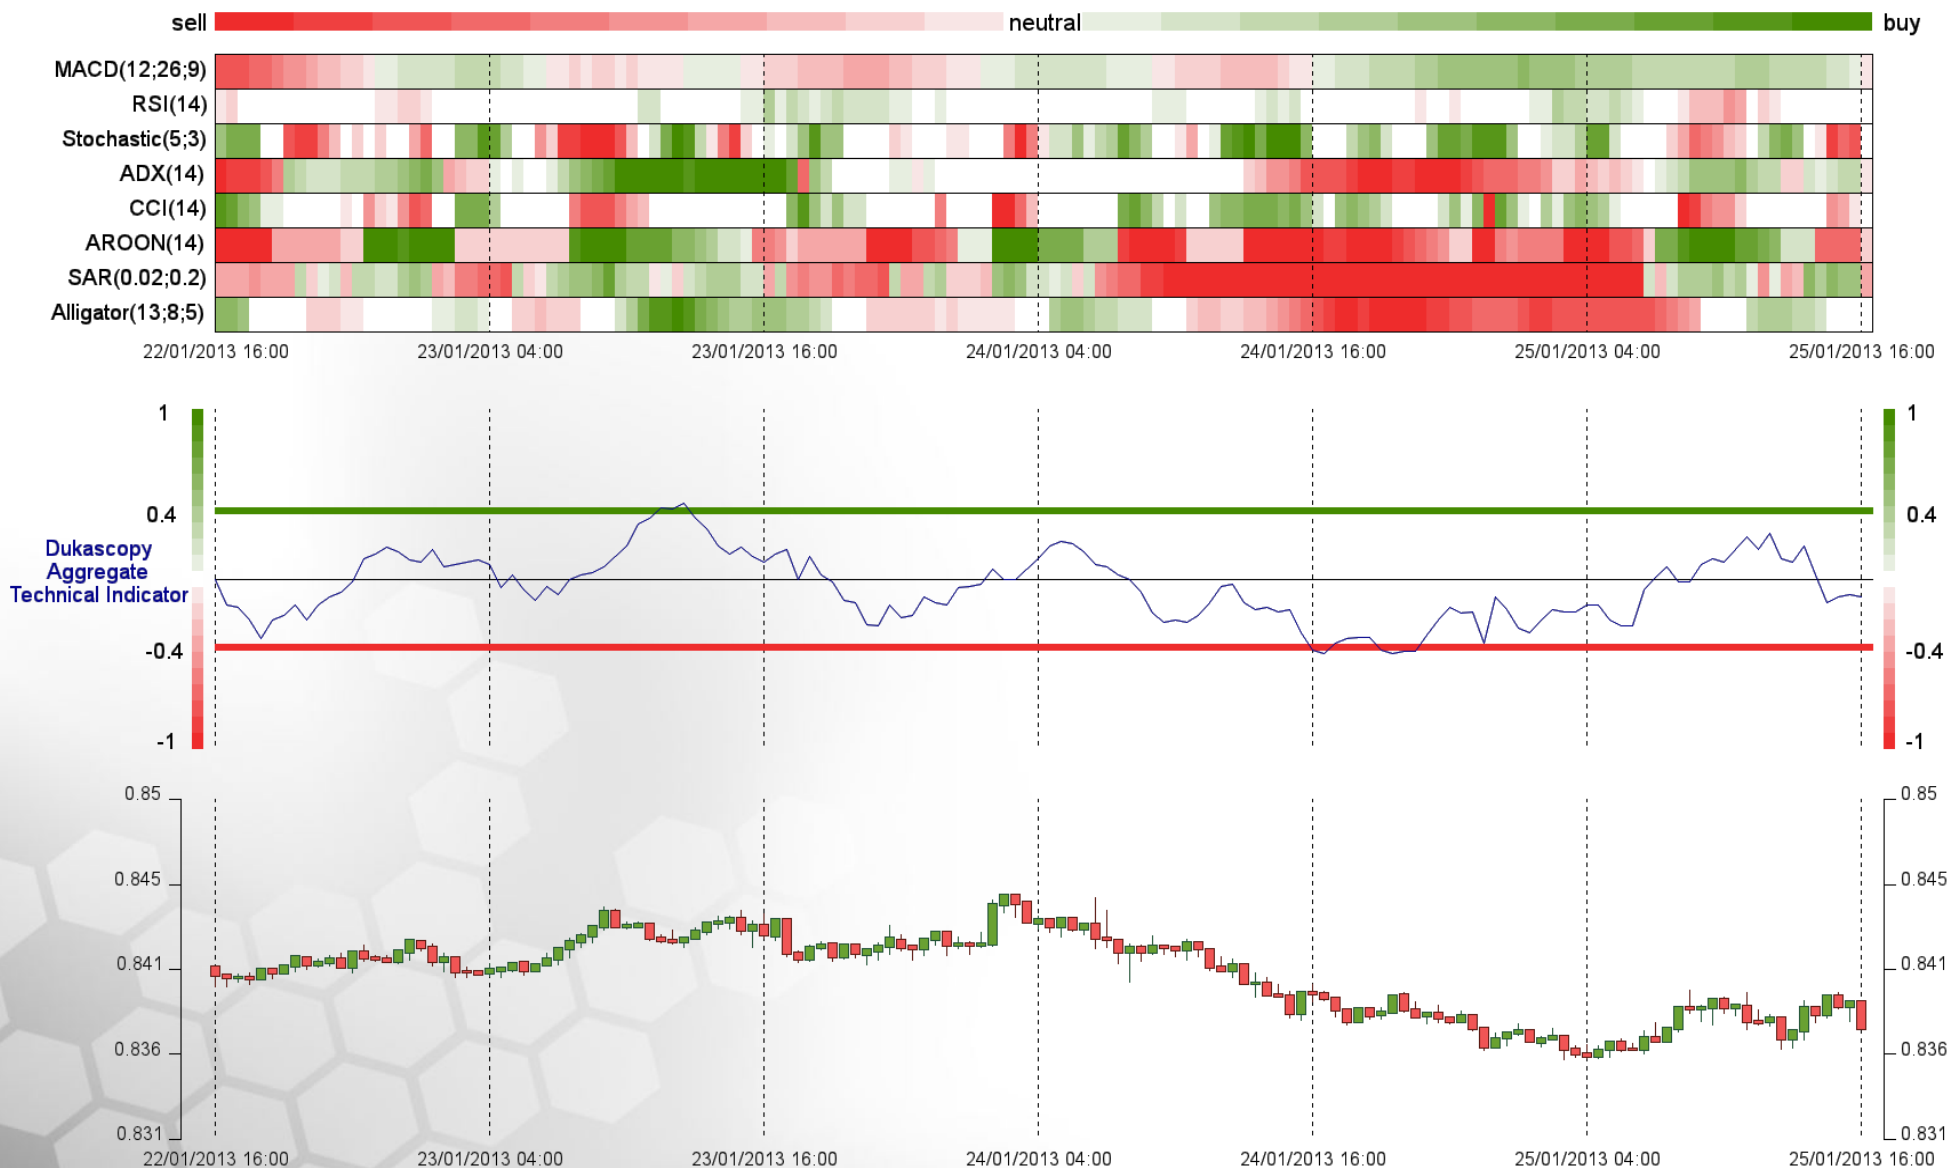 sell neutral buy
MACD(12;26;9)
RSI(14)
Stochastic(5;3)
ADX(14)
CCI(14)
AROON(14)
SAR(0.02;0.2)
Alligator(13;8;5)
22/01/2013 16:00 23/01/2013 04:00 23/01/2013 16:00 24/01/2013 04:00 24/01/2013 16:00 25/01/2013 04:00 25/01/2013 16:00
1 1
0.4 0.4
Dukascopy
Aggregate
Technical Indicator
-0.4 -0.4
-1 -1
0.85 0.85
0.845 0.845
0.841 0.841
0.836 0.836
0.831 0.831
22/01/2013 16:00 23/01/2013 04:00 23/01/2013 16:00 24/01/2013 04:00 24/01/2013 16:00 25/01/2013 04:00 25/01/2013 16:00